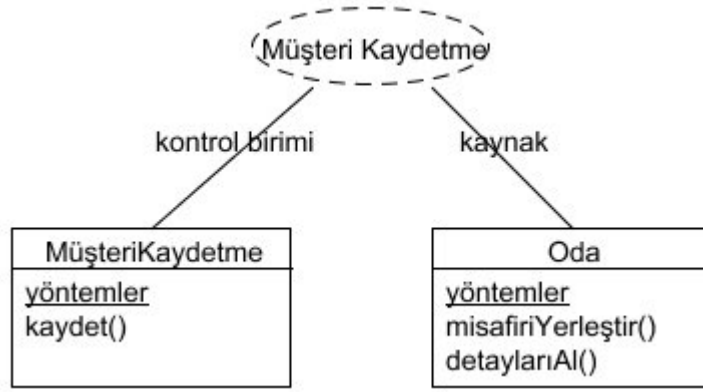 Müşteri Kaydetme
kontrol birimi
kaynak
MüşteriKaydetme
yöntemler
kaydet()
Oda
yöntemler
misafiriYerleştir()
detaylarıAl()